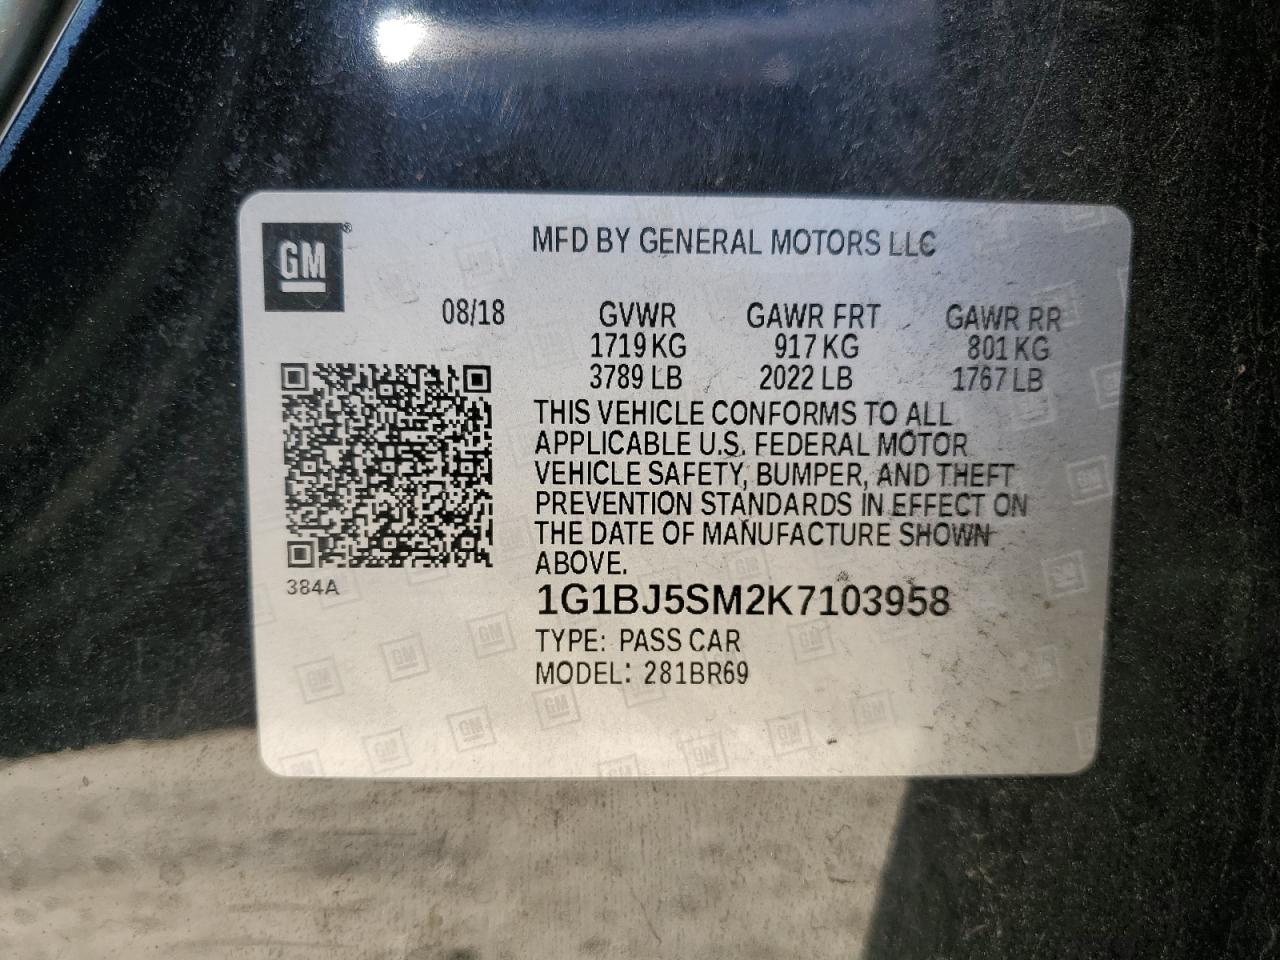 GM®
MFD BY GENERAL MOTORS LLC
08/18
GVWR GAWR FRT GAWR RR
1719 KG 917 KG 801 KG
3789 LB 2022 LB 1767 LB
THIS VEHICLE CONFORMS TO ALL
APPLICABLE U.S. FEDERAL MOTOR
VEHICLE SAFETY, BUMPER, AND THEFT
PREVENTION STANDARDS IN EFFECT ON
THE DATE OF MANUFACTURE SHOWN
ABOVE.
384A
1G1BJ5SM2K7103958
TYPE: PASS CAR
MODEL: 281BR69